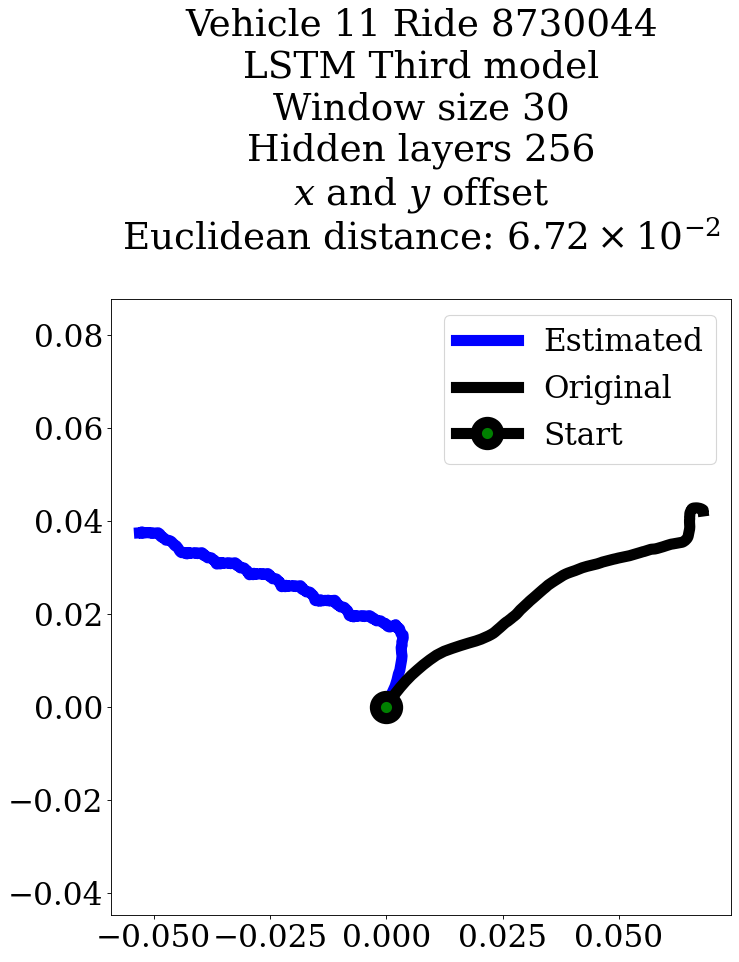 Vehicle 11 Ride 8730044
LSTM Third model
Window size 30
Hidden layers 256
x and y offset
Euclidean distance: 6.72 × 10⁻²
Estimated
Original
Start
0.08
0.06
0.04
0.02
0.00
−0.02
−0.04
−0.050 −0.025 0.000 0.025 0.050